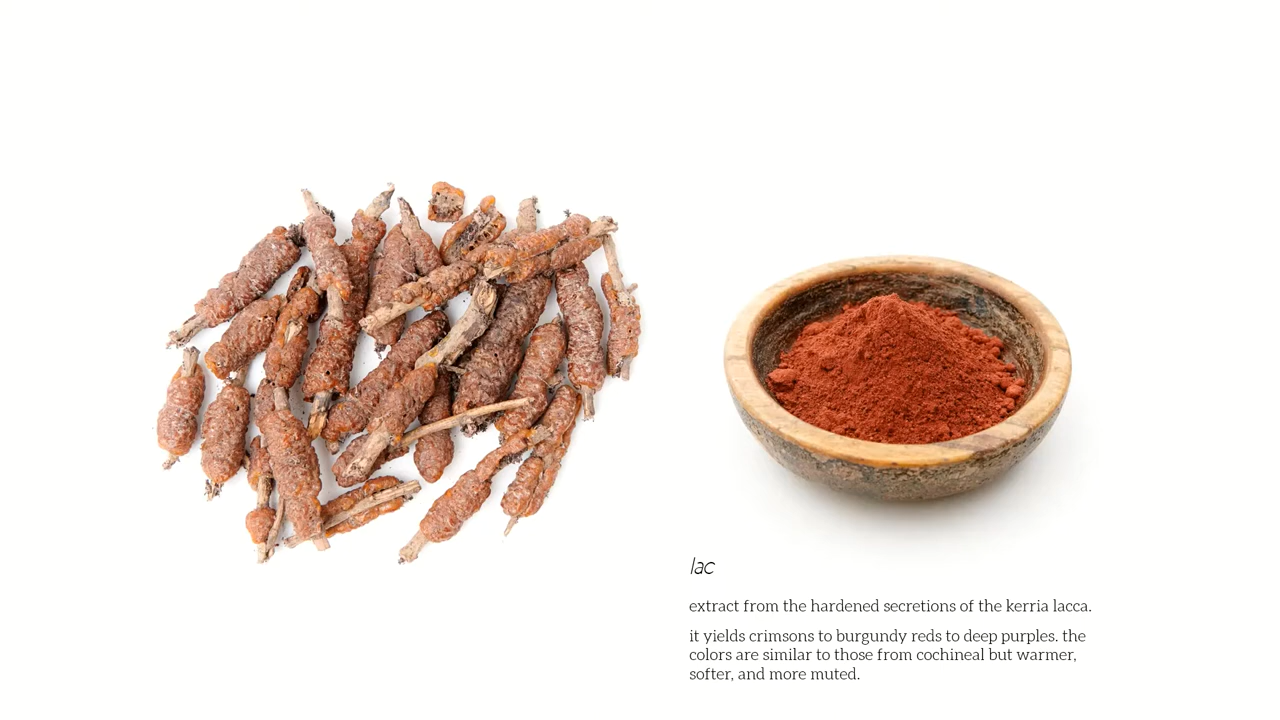 lac
extract from the hardened secretions of the kerria lacca.
it yields crimsons to burgundy reds to deep purples. the
colors are similar to those from cochineal but warmer,
softer, and more muted.